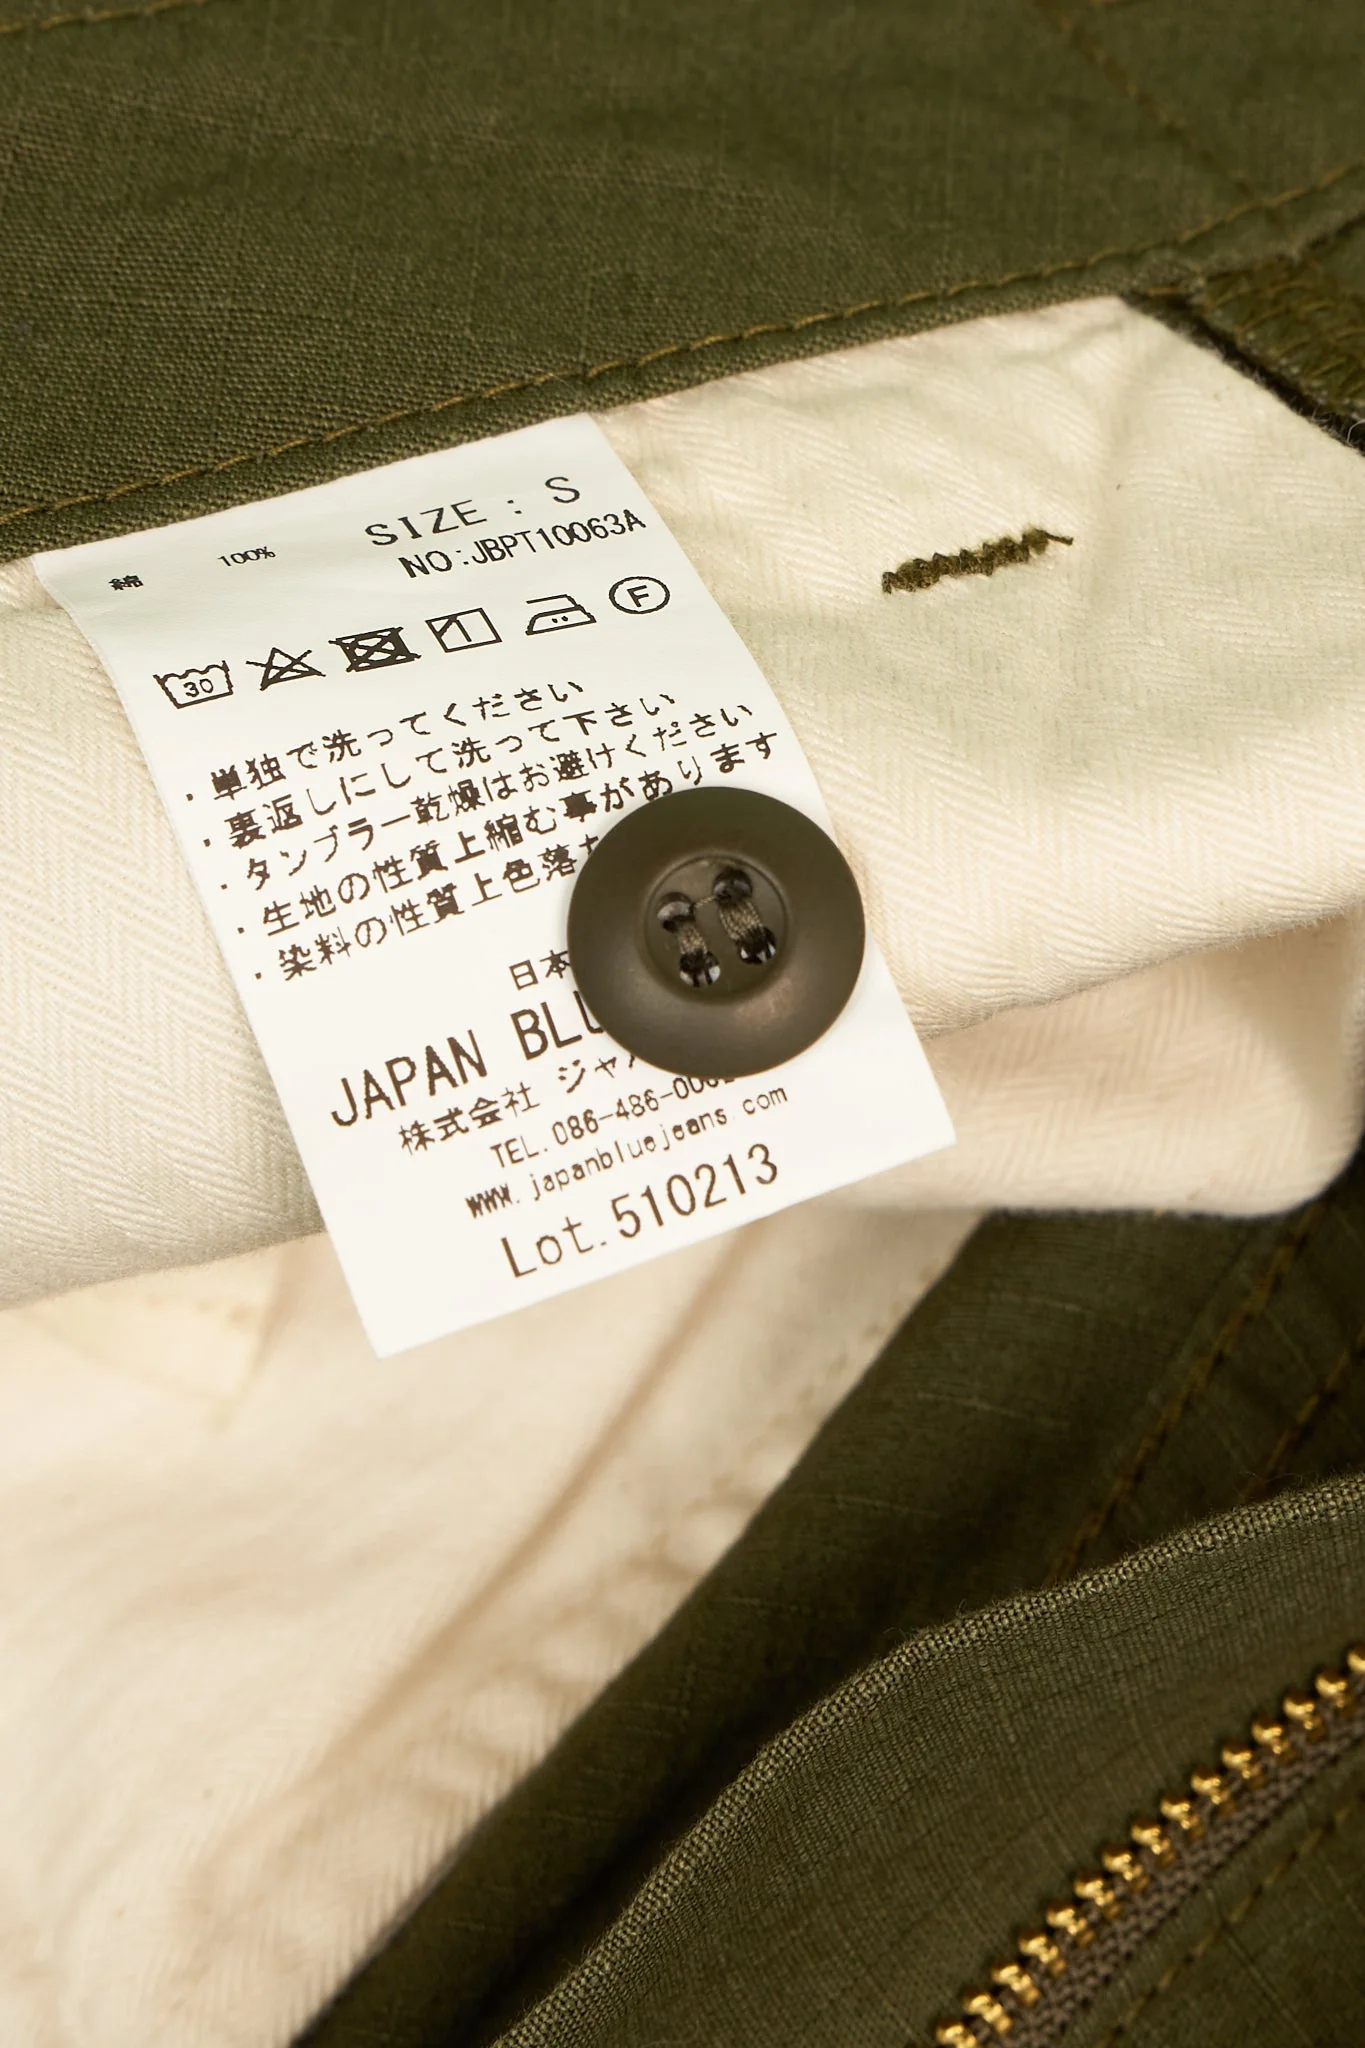 SIZE : S
綿 100%
NO:JBPT10063A
30
F
・単独で洗ってください
・裏返しにして洗って下さい
・タンブラー乾燥はお避けください
・生地の性質上縮む事があります
・染料の性質上色落
日本
JAPAN BLU
株式会社 ジャ
TEL. 086-486-00
www.japanbluejeans.com
Lot. 510213